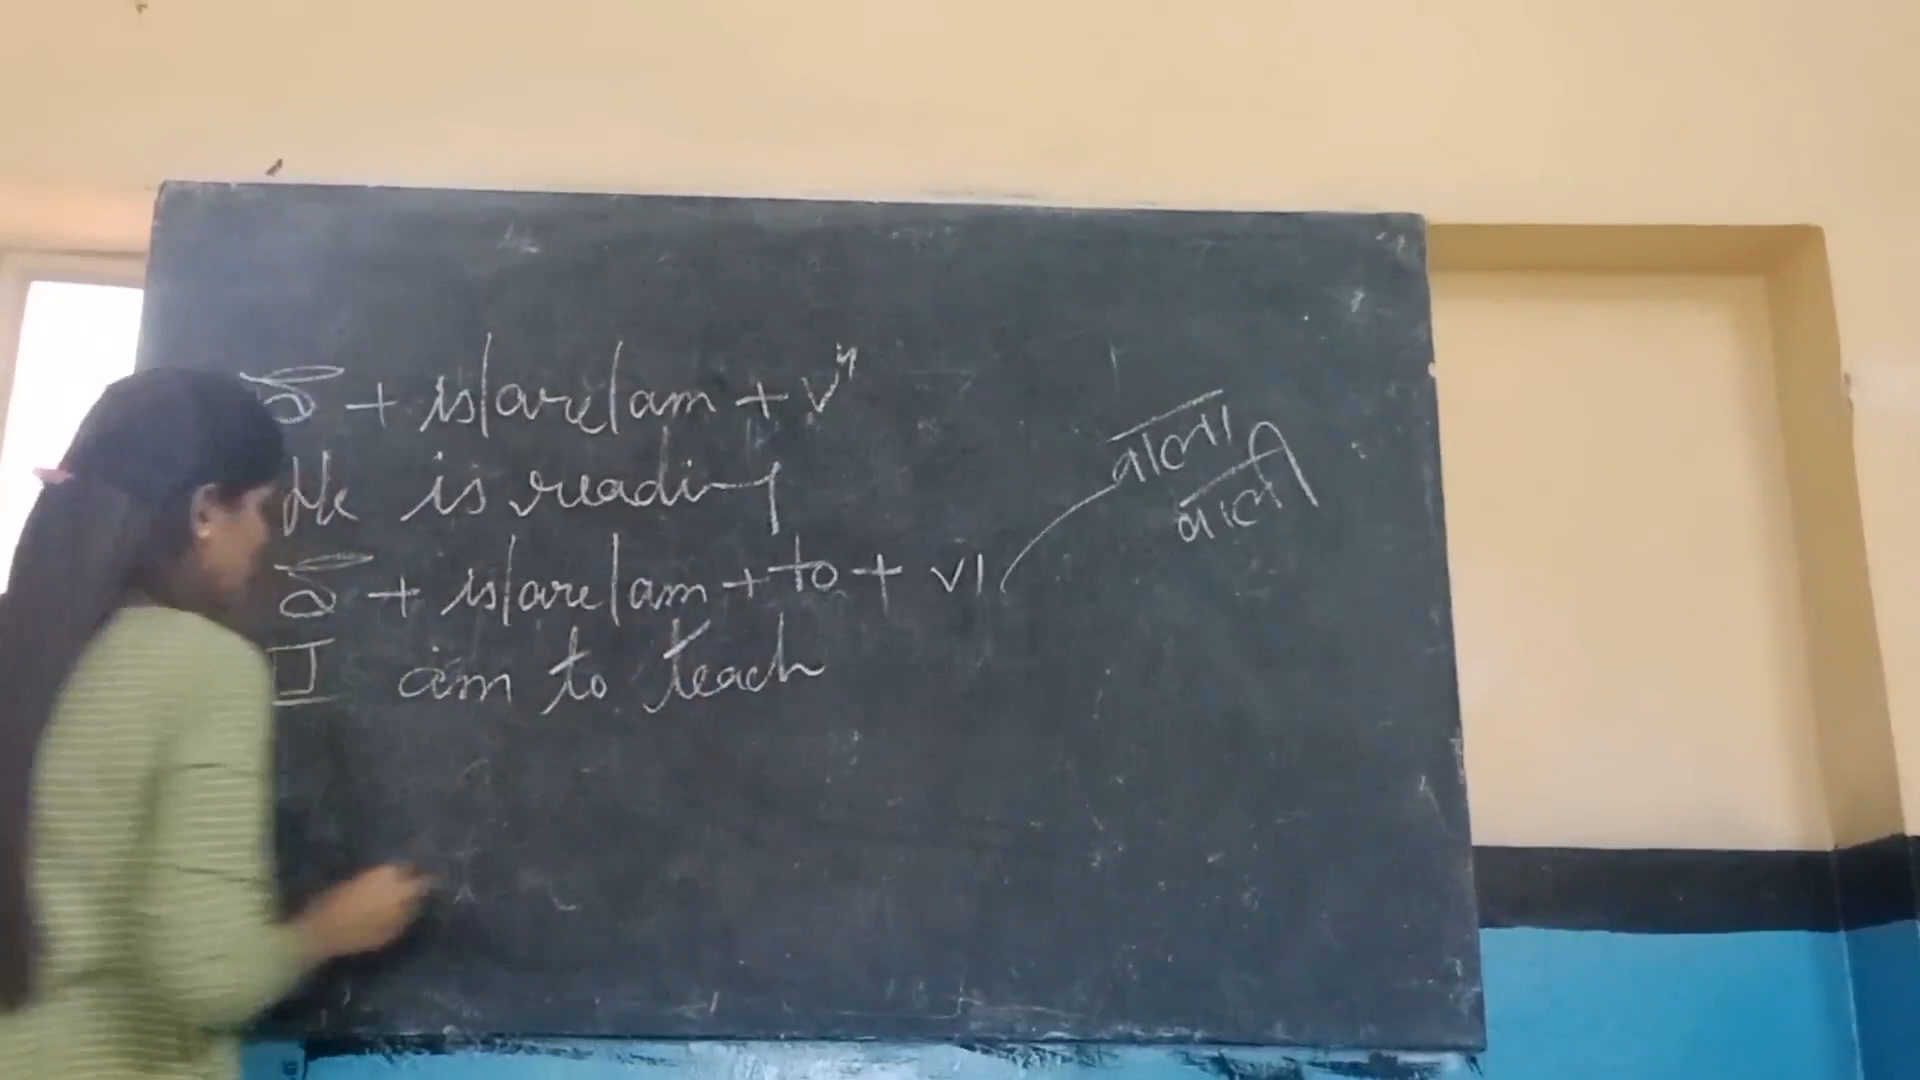 S + is/are/am + v4
He is reading
S + is/are/am + to + v1
I am to teach
वाला
वाली